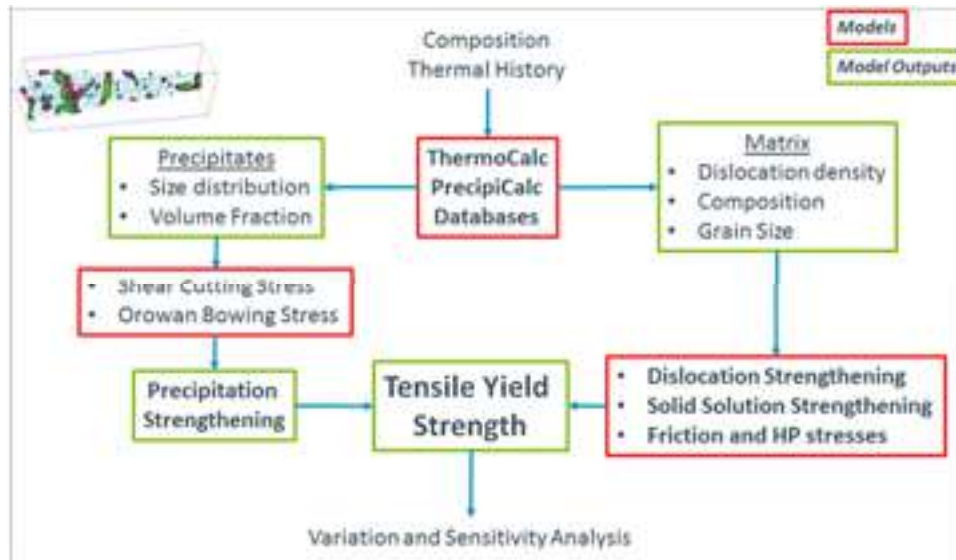 Models
Model Outputs
Composition
Thermal History
Precipitates
• Size distribution
• Volume Fraction
ThermoCalc
PrecipiCalc
Databases
Matrix
• Dislocation density
• Composition
• Grain Size
• Shear Cutting Stress
• Orowan Bowing Stress
Precipitation
Strengthening
Tensile Yield
Strength
• Dislocation Strengthening
• Solid Solution Strengthening
• Friction and HP stresses
Variation and Sensitivity Analysis